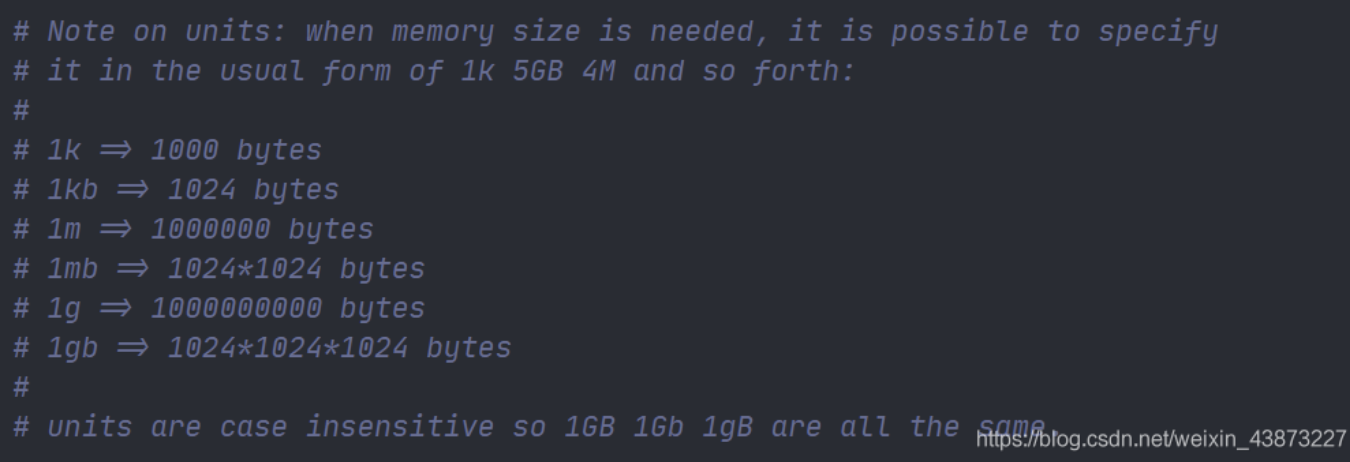 # Note on units: when memory size is needed, it is possible to specify
# it in the usual form of 1k 5GB 4M and so forth:
#
# 1k => 1000 bytes
# 1kb => 1024 bytes
# 1m => 1000000 bytes
# 1mb => 1024*1024 bytes
# 1g => 1000000000 bytes
# 1gb => 1024*1024*1024 bytes
#
# units are case insensitive so 1GB 1Gb 1gB are all the same.
https://blog.csdn.net/weixin_43873227